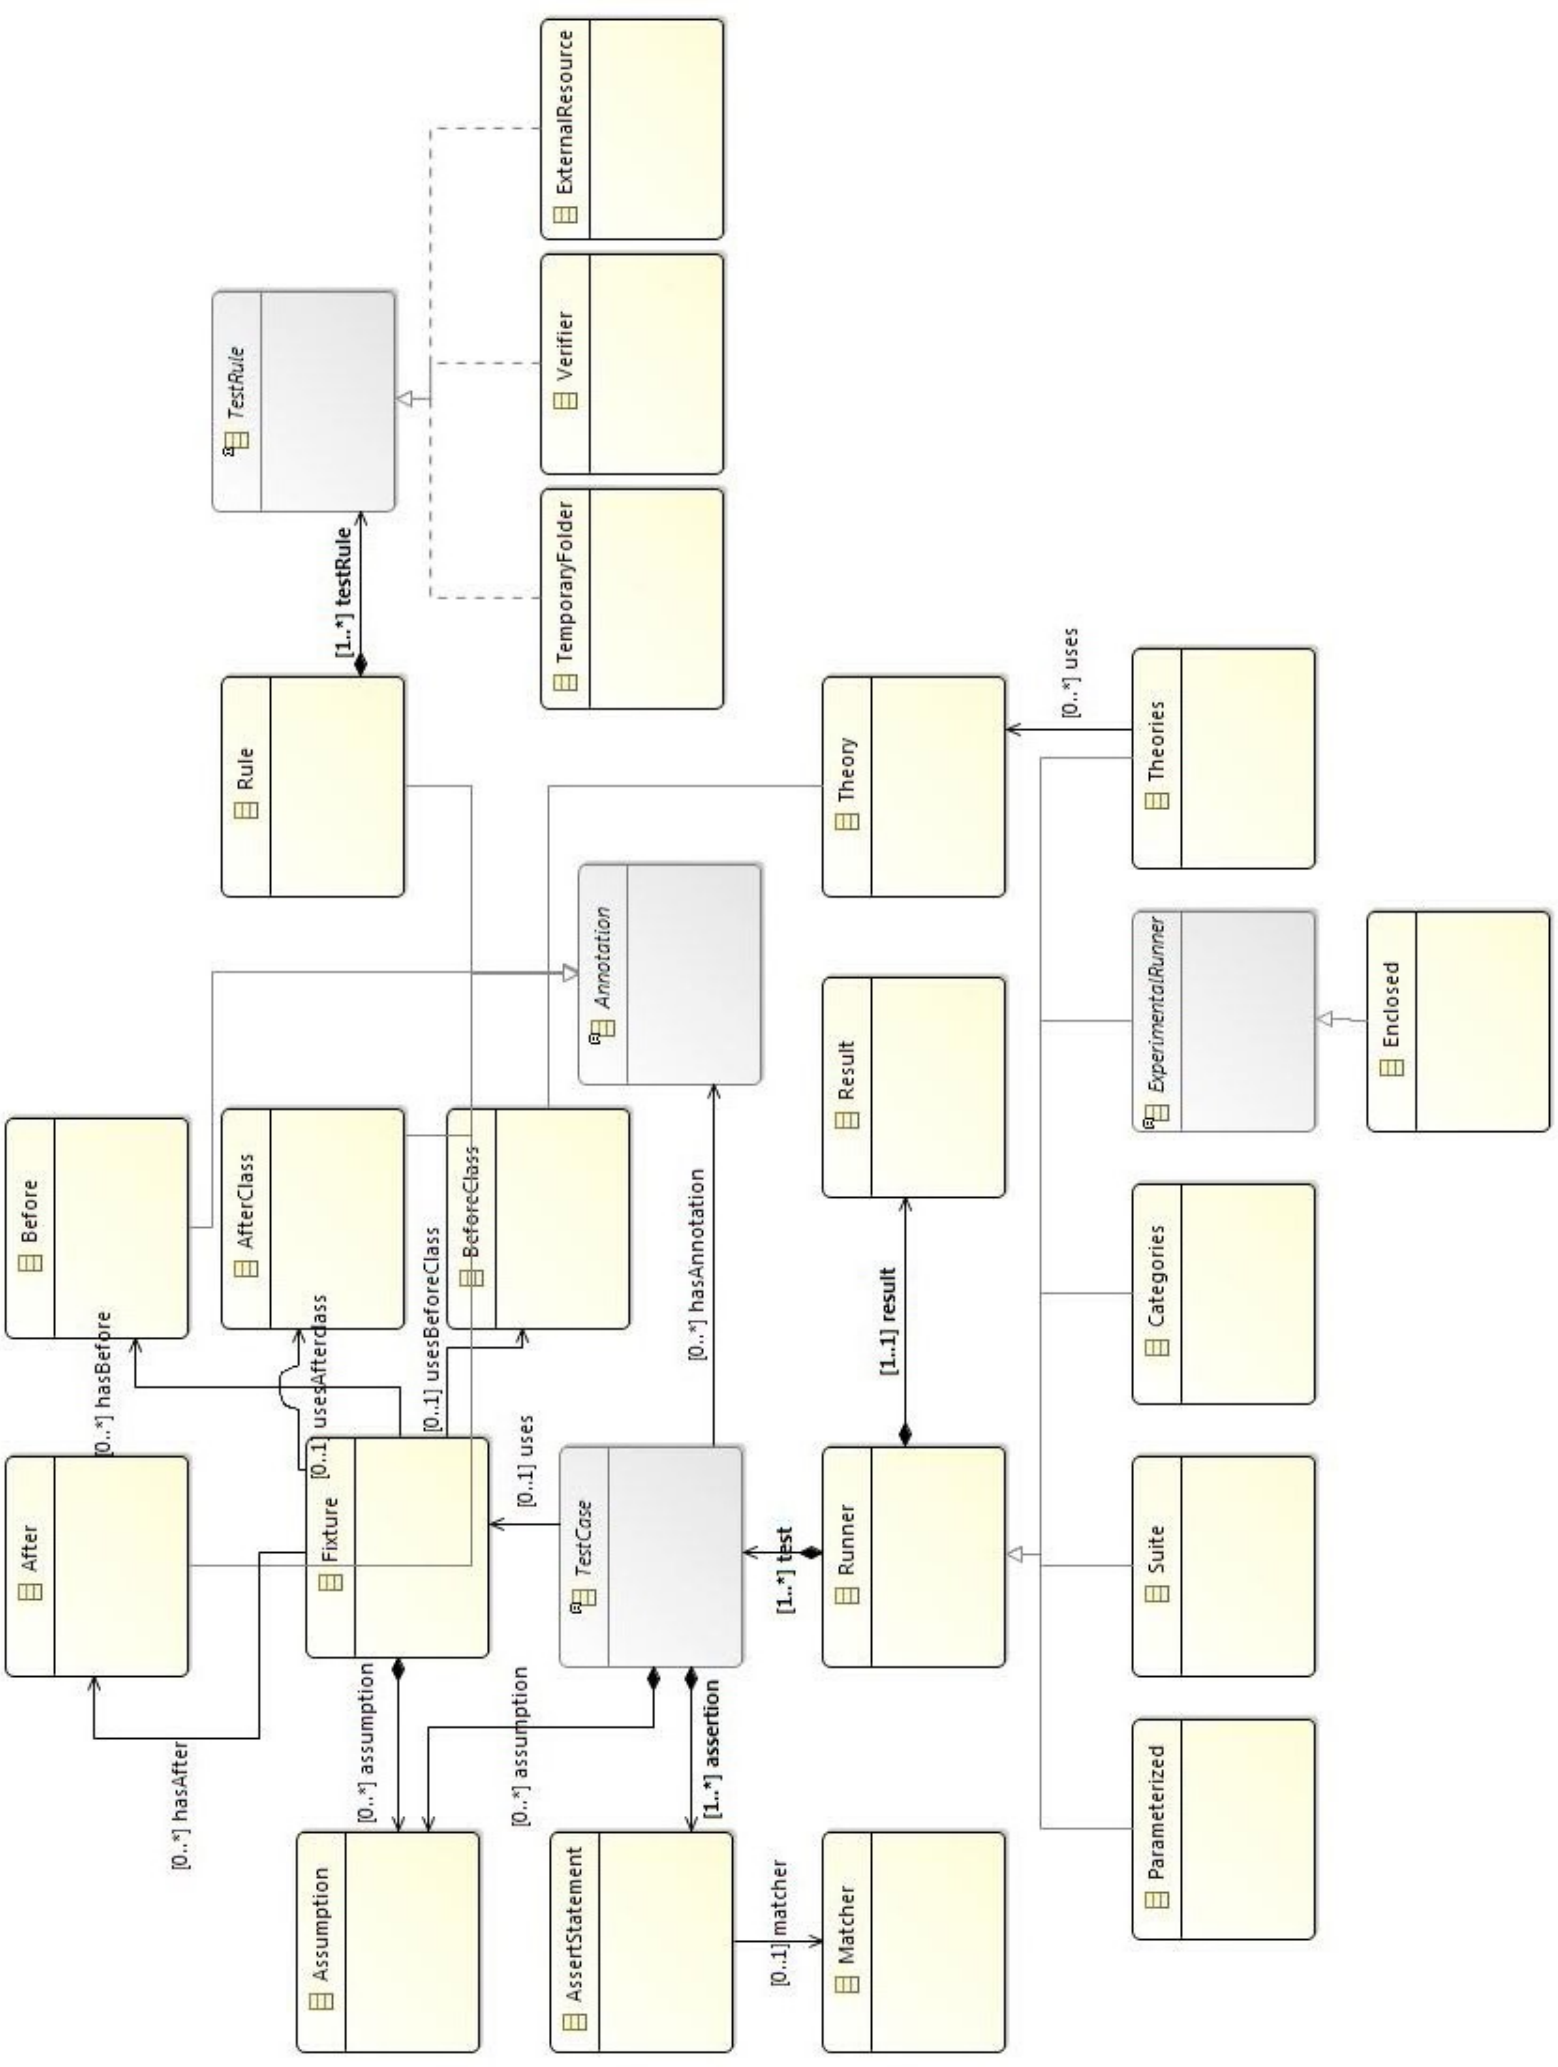 After
Before
[0..*] hasBefore
[0..*] hasAfter
Assumption
Fixture
AfterClass
Rule
TestRule
[0..*] assumption
[0..1] usesAfterclass
[1..*] testRule
[0..1] usesBeforeClass
BeforeClass
[0..*] assumption
[0..1] uses
AssertStatement
TestCase
Annotation
TemporaryFolder
Verifier
ExternalResource
[1..*] assertion
[0..*] hasAnnotation
[0..1] matcher
[1..*] test
Matcher
Runner
[1..1] result
Result
Theory
[0..*] uses
Parameterized
Suite
Categories
ExperimentalRunner
Theories
Enclosed